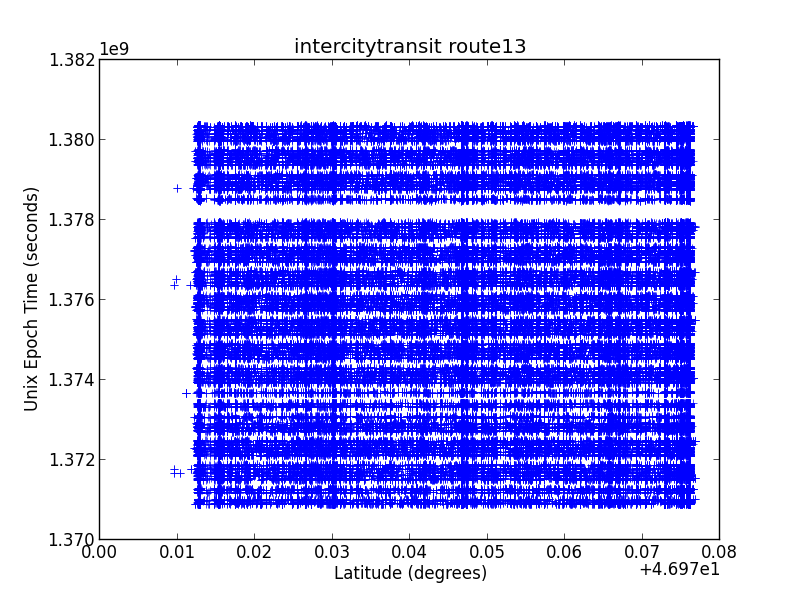 intercitytransit route13
1e9
1.382
1.380
1.378
1.376
1.374
1.372
1.370
Unix Epoch Time (seconds)
0.00 0.01 0.02 0.03 0.04 0.05 0.06 0.07 0.08
+4.697e1
Latitude (degrees)